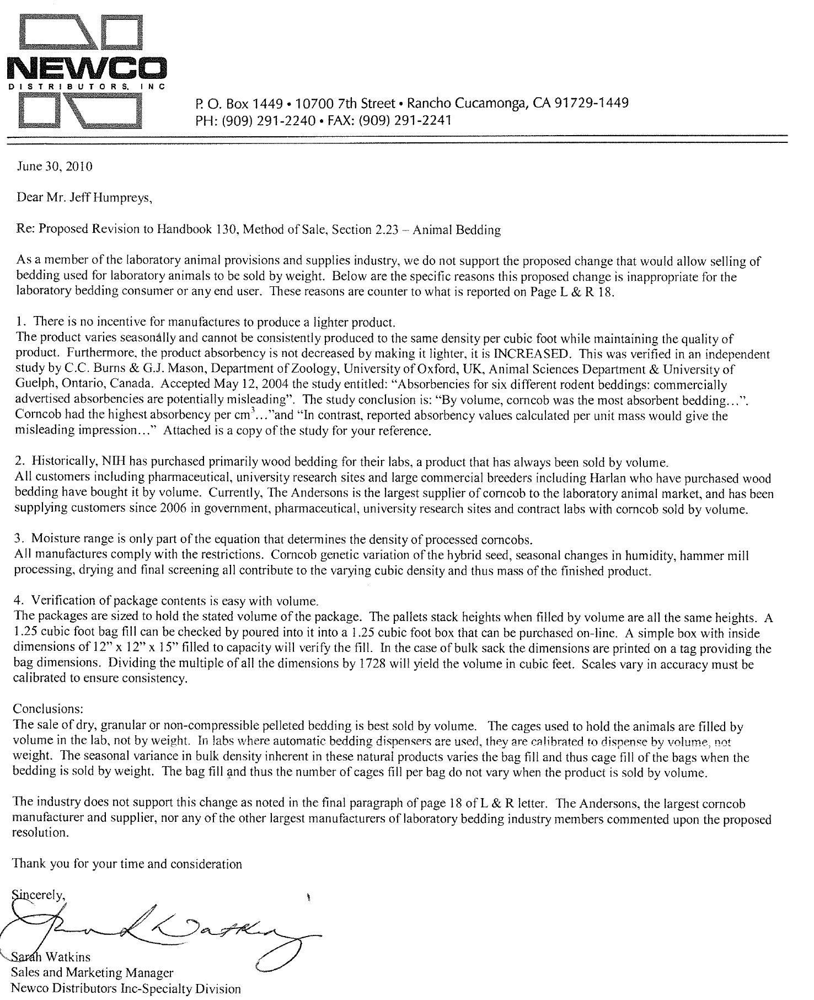 NEWCO
DISTRIBUTORS, INC
P. O. Box 1449 • 10700 7th Street • Rancho Cucamonga, CA 91729-1449
PH: (909) 291-2240 • FAX: (909) 291-2241
June 30, 2010
Dear Mr. Jeff Humpreys,
Re: Proposed Revision to Handbook 130, Method of Sale, Section 2.23 – Animal Bedding
As a member of the laboratory animal provisions and supplies industry, we do not support the proposed change that would allow selling of
bedding used for laboratory animals to be sold by weight. Below are the specific reasons this proposed change is inappropriate for the
laboratory bedding consumer or any end user. These reasons are counter to what is reported on Page L & R 18.
1. There is no incentive for manufactures to produce a lighter product.
The product varies seasonally and cannot be consistently produced to the same density per cubic foot while maintaining the quality of
product. Furthermore, the product absorbency is not decreased by making it lighter, it is INCREASED. This was verified in an independent
study by C.C. Burns & G.J. Mason, Department of Zoology, University of Oxford, UK, Animal Sciences Department & University of
Guelph, Ontario, Canada. Accepted May 12, 2004 the study entitled: “Absorbencies for six different rodent beddings: commercially
advertised absorbencies are potentially misleading”. The study conclusion is: “By volume, corncob was the most absorbent bedding…”.
Corncob had the highest absorbency per cm³…”and “In contrast, reported absorbency values calculated per unit mass would give the
misleading impression…” Attached is a copy of the study for your reference.
2. Historically, NIH has purchased primarily wood bedding for their labs, a product that has always been sold by volume.
All customers including pharmaceutical, university research sites and large commercial breeders including Harlan who have purchased wood
bedding have bought it by volume. Currently, The Andersons is the largest supplier of corncob to the laboratory animal market, and has been
supplying customers since 2006 in government, pharmaceutical, university research sites and contract labs with corncob sold by volume.
3. Moisture range is only part of the equation that determines the density of processed corncobs.
All manufactures comply with the restrictions. Corncob genetic variation of the hybrid seed, seasonal changes in humidity, hammer mill
processing, drying and final screening all contribute to the varying cubic density and thus mass of the finished product.
4. Verification of package contents is easy with volume.
The packages are sized to hold the stated volume of the package. The pallets stack heights when filled by volume are all the same heights. A
1.25 cubic foot bag fill can be checked by poured into it into a 1.25 cubic foot box that can be purchased on-line. A simple box with inside
dimensions of 12” x 12” x 15” filled to capacity will verify the fill. In the case of bulk sack the dimensions are printed on a tag providing the
bag dimensions. Dividing the multiple of all the dimensions by 1728 will yield the volume in cubic feet. Scales vary in accuracy must be
calibrated to ensure consistency.
Conclusions:
The sale of dry, granular or non-compressible pelleted bedding is best sold by volume. The cages used to hold the animals are filled by
volume in the lab, not by weight. In labs where automatic bedding dispensers are used, they are calibrated to dispense by volume, not
weight. The seasonal variance in bulk density inherent in these natural products varies the bag fill and thus cage fill of the bags when the
bedding is sold by weight. The bag fill and thus the number of cages fill per bag do not vary when the product is sold by volume.
The industry does not support this change as noted in the final paragraph of page 18 of L & R letter. The Andersons, the largest corncob
manufacturer and supplier, nor any of the other largest manufacturers of laboratory bedding industry members commented upon the proposed
resolution.
Thank you for your time and consideration
Sincerely,
Sarah Watkins
Sales and Marketing Manager
Newco Distributors Inc-Specialty Division